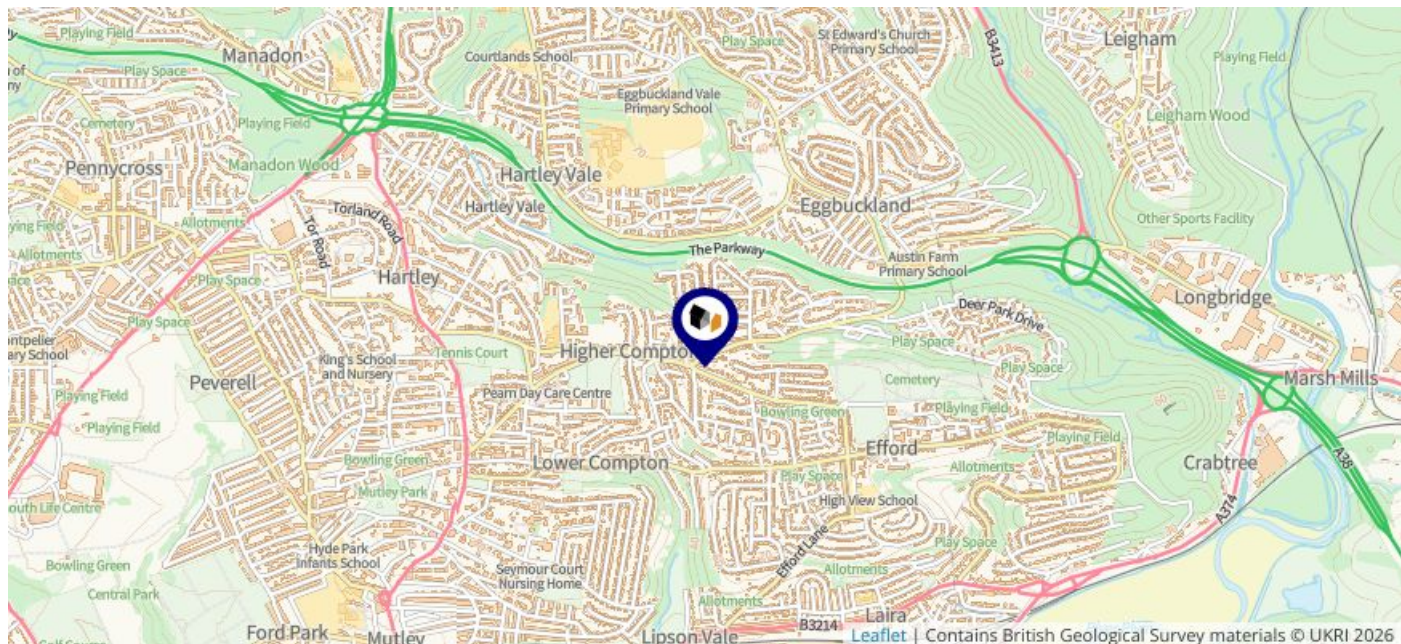 Playing Field
Manadon
Play Space
Cemetery
Playing Field
Pennycross
Manadon Wood
Courtlands School
Play Space
St Edward's Church
Primary School
B3413
Leigham
Playing Field
Eggbuckland Vale
Primary School
Leigham Wood
Hartley Vale
Hartley Vale
Eggbuckland
Other Sports Facility
Allotments
Torland Road
Tor Road
Allotments
Play Space
Hartley
The Parkway
Austin Farm
Primary School
Longbridge
Deer Park Drive
Play Space
Play Space
King's School
and Nursery
Tennis Court
Higher Compton
Play Space
Peverell
Pearn Day Care Centre
Cemetery
Marsh Mills
Playing Field
Playing Field
Bowling Green
Playing Field
Efford
Playing Field
Bowling Green
Lower Compton
Play Space
Allotments
Crabtree
A38
Mutley Park
High View School
A374
Hyde Park
Infants School
Seymour Court
Nursing Home
Efford Lane
Play Space
Bowling Green
Central Park
Allotments
Allotments
Ford Park
Mutley
Lipson Vale
B3214
Laira
Leaflet | Contains British Geological Survey materials © UKRI 2026